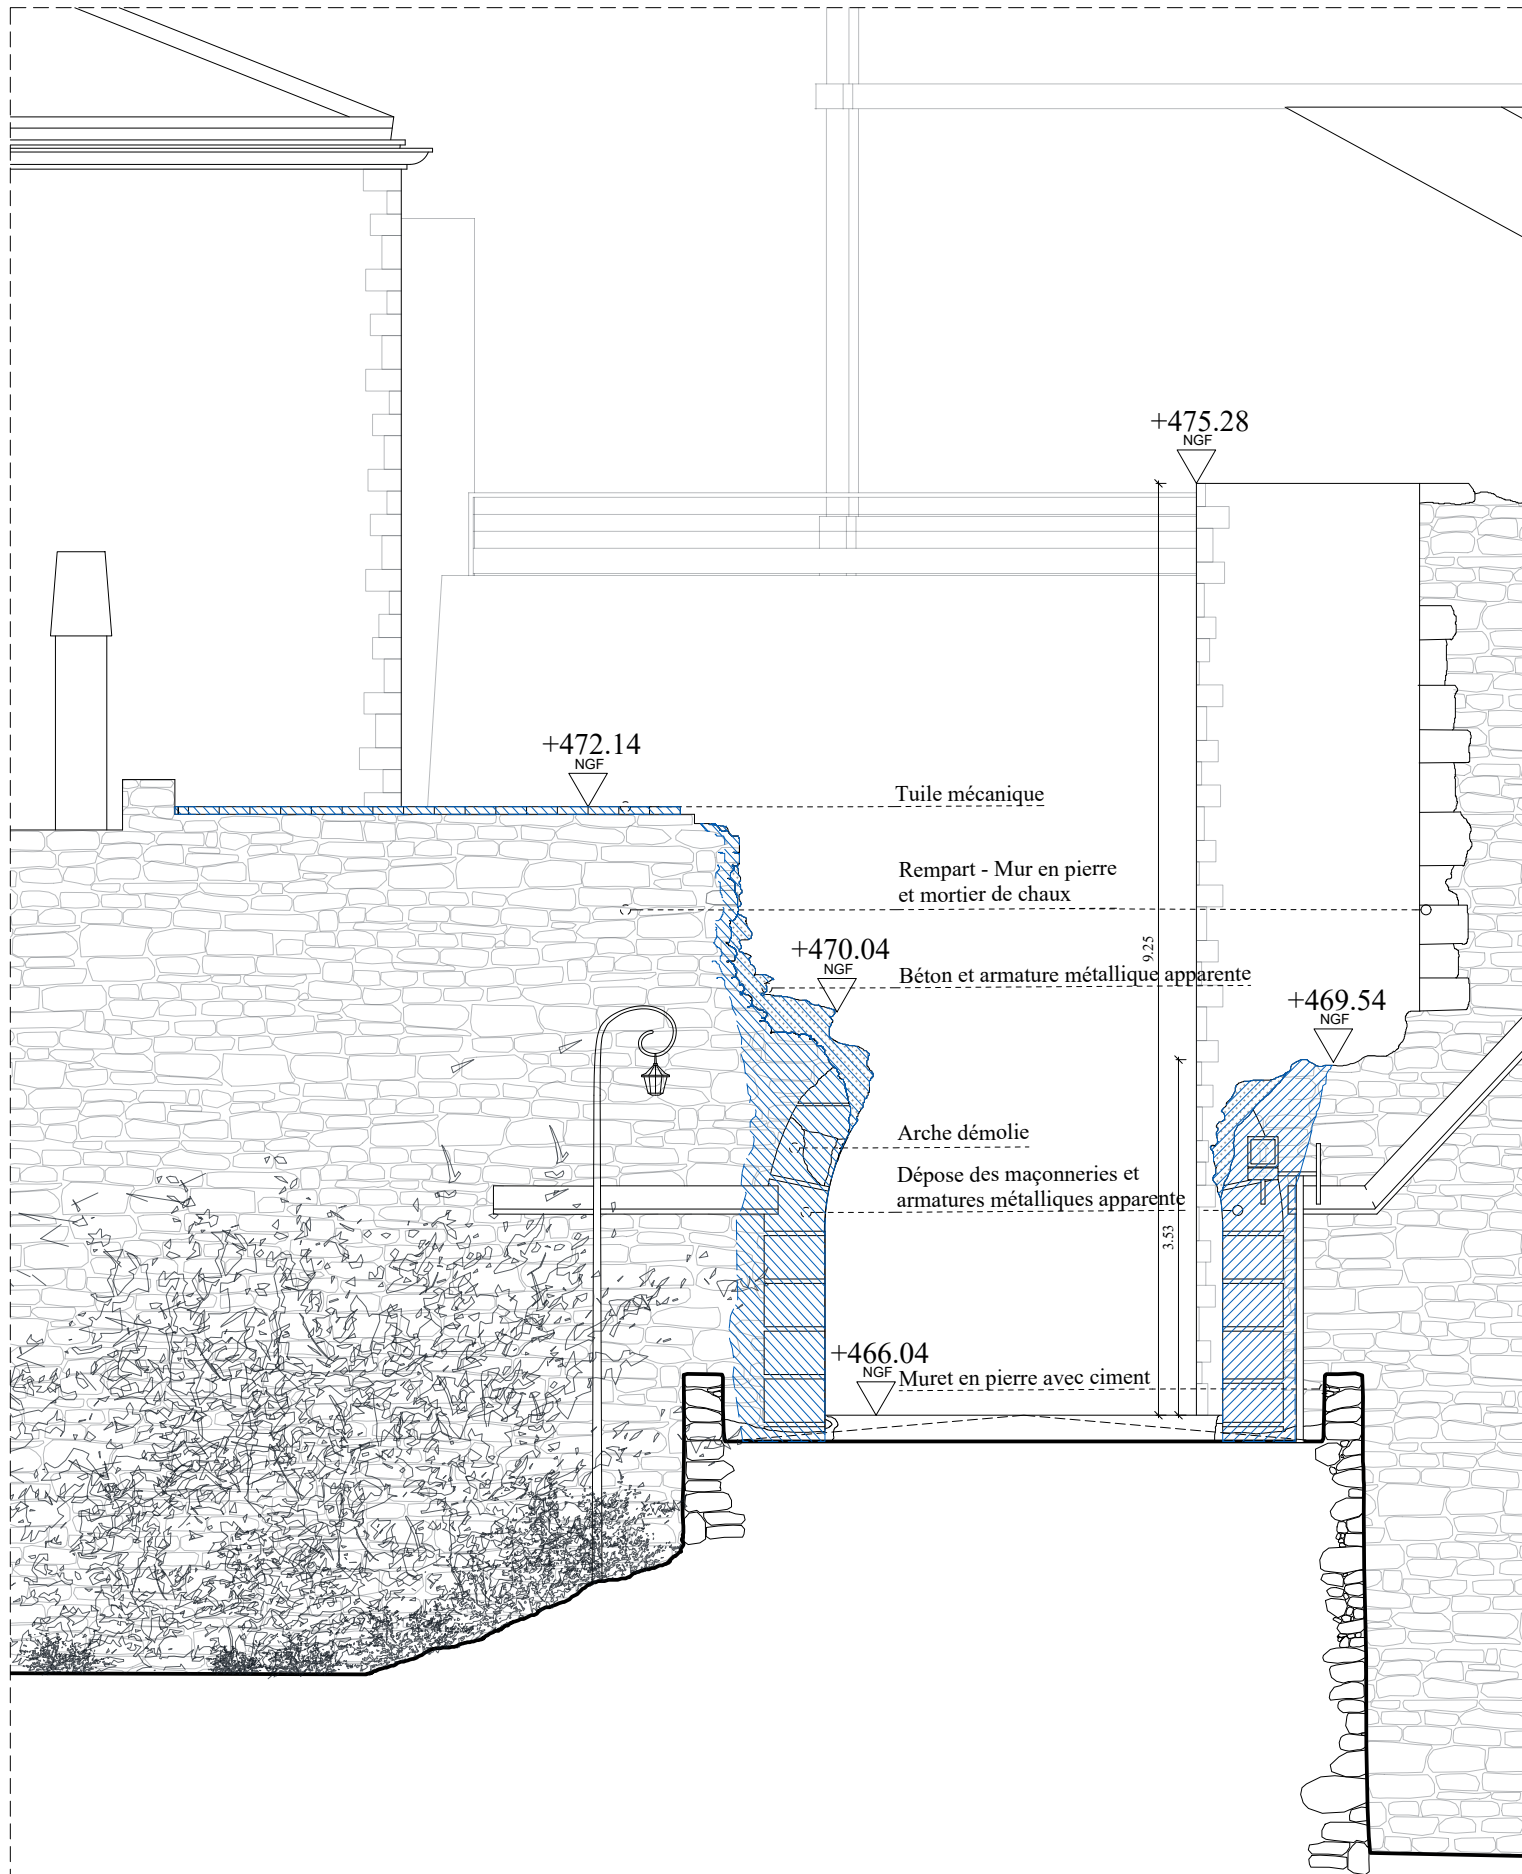 +475.28
NGF
+472.14
NGF
Tuile mécanique
Rempart - Mur en pierre
et mortier de chaux
+470.04
NGF
9.25
Béton et armature métallique apparente
+469.54
NGF
Arche démolie
Dépose des maçonneries et
armatures métalliques apparente
3.53
+466.04
NGF
Muret en pierre avec ciment